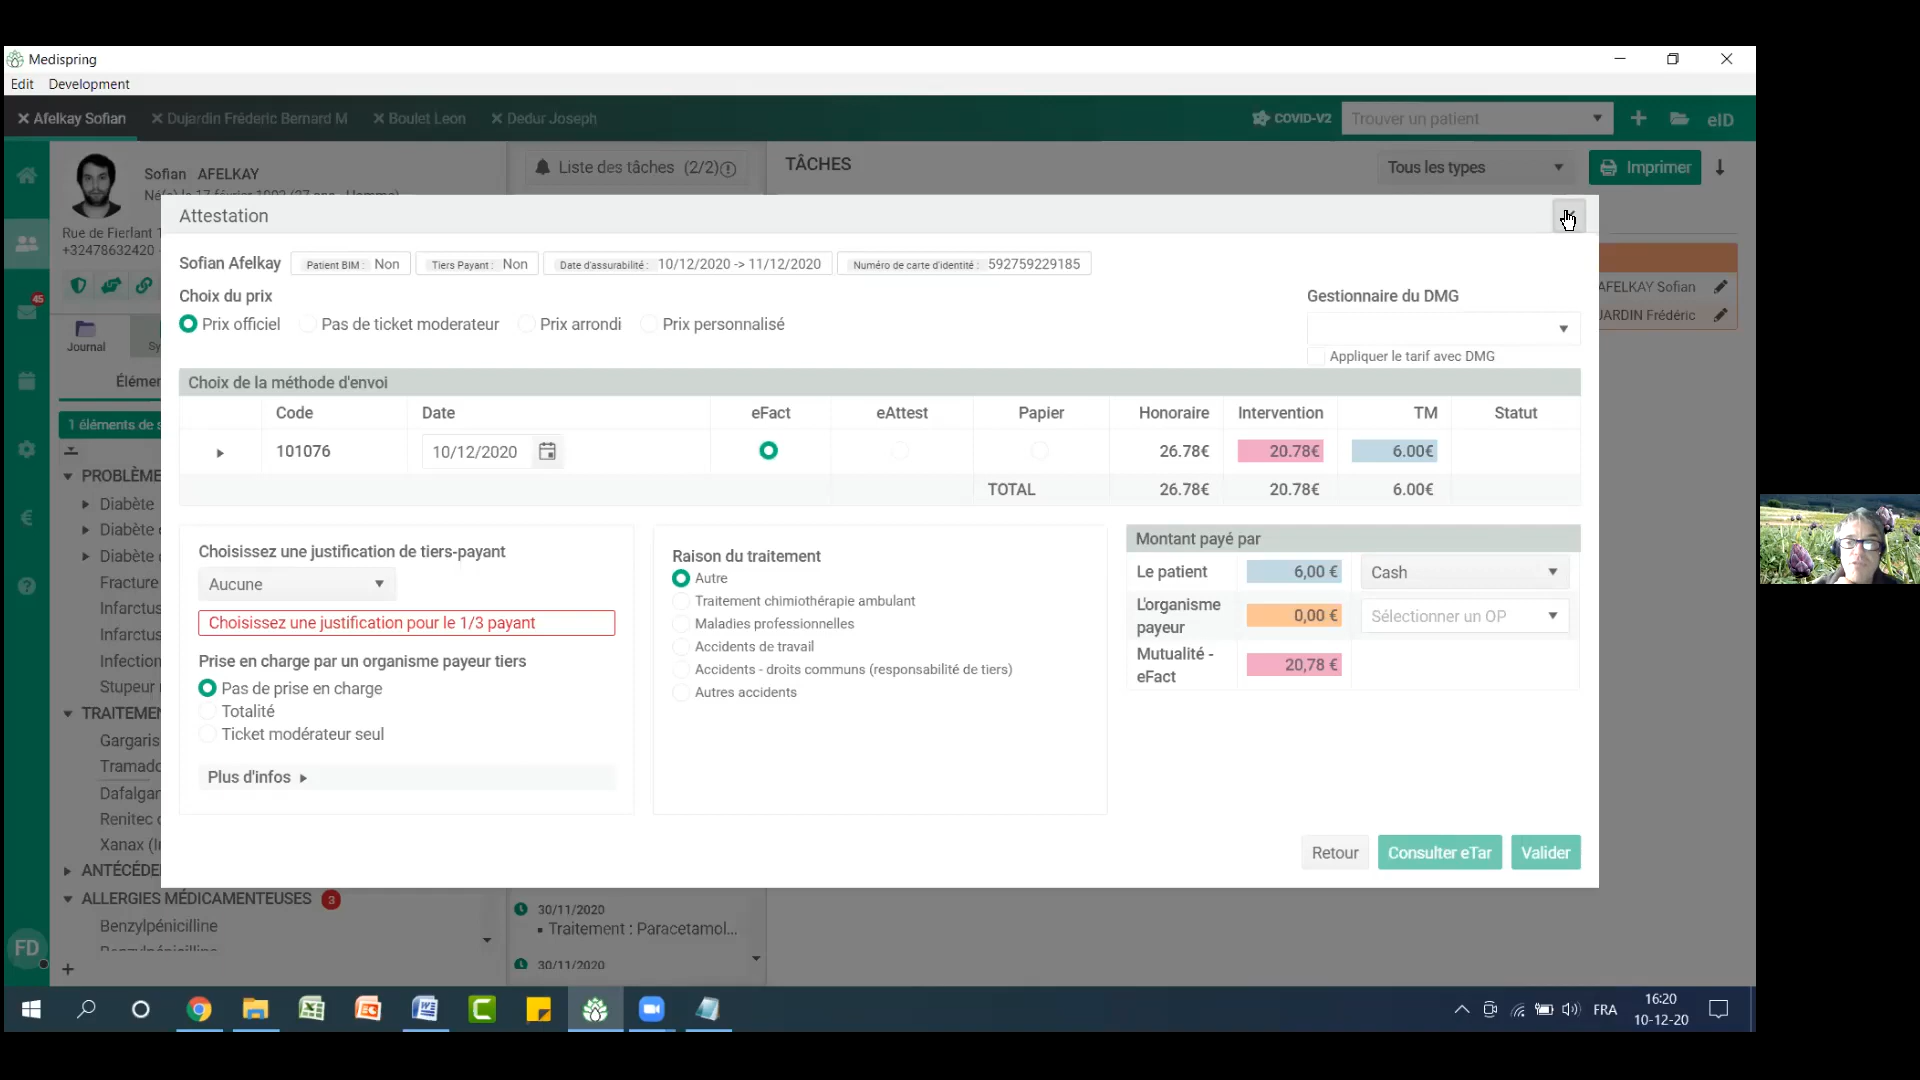 Medispring
Edit Development
Afelkay Sofian Dujardin Fréderic Bernard M Boulet Leon Dedur Joseph
COVID-V2 Trouver un patient eID
Sofian AFELKAY
Liste des tâches (2/2)
TÂCHES
Tous les types
Imprimer
Rue de Fierlant 1
+32478632420
45
Journal
Élém
1 éléments de s
PROBLÈME
Diabète
Diabète
Diabète
Fracture
Infarctus
Infarctus
Infection
Stupeur
TRAITEMEN
Gargaris
Tramado
Dafalgan
Renitec
Xanax (I
ANTÉCÉDE
ALLERGIES MÉDICAMENTEUSES 3
Benzylpénicilline
FD
Attestation
Sofian Afelkay Patient BIM : Non Tiers Payant : Non Date d'assurabilité : 10/12/2020 -> 11/12/2020 Numéro de carte d'identité : 592759229185
Choix du prix
Prix officiel Pas de ticket moderateur Prix arrondi Prix personnalisé
Gestionnaire du DMG
Appliquer le tarif avec DMG
Choix de la méthode d'envoi
Code Date eFact eAttest Papier Honoraire Intervention TM Statut
101076 10/12/2020 26.78€ 20.78€ 6.00€
TOTAL 26.78€ 20.78€ 6.00€
Choisissez une justification de tiers-payant
Aucune
Choisissez une justification pour le 1/3 payant
Prise en charge par un organisme payeur tiers
Pas de prise en charge
Totalité
Ticket modérateur seul
Plus d'infos
Raison du traitement
Autre
Traitement chimiothérapie ambulant
Maladies professionnelles
Accidents de travail
Accidents - droits communs (responsabilité de tiers)
Autres accidents
Montant payé par
Le patient 6,00 € Cash
L'organisme payeur 0,00 € Sélectionner un OP
Mutualité - eFact 20,78 €
Retour Consulter eTar Valider
AFELKAY Sofian
JARDIN Frédéric
30/11/2020
Traitement : Paracetamol...
30/11/2020
FRA
16:20
10-12-20